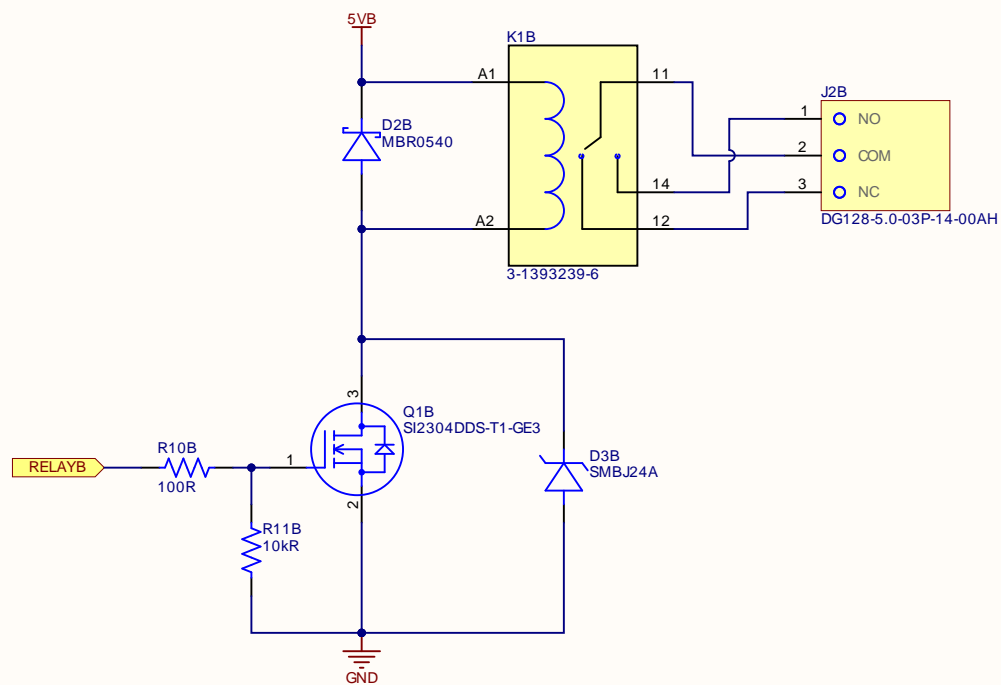 5VB
K1B
A1
11
J2B
D2B
MBR0540
1
NO
2
COM
14
3
NC
A2
12
DG128-5.0-03P-14-00AH
3-1393239-6
3
Q1B
SI2304DDS-T1-GE3
R10B
RELAYB
1
100R
D3B
SMBJ24A
2
R11B
10kR
GND